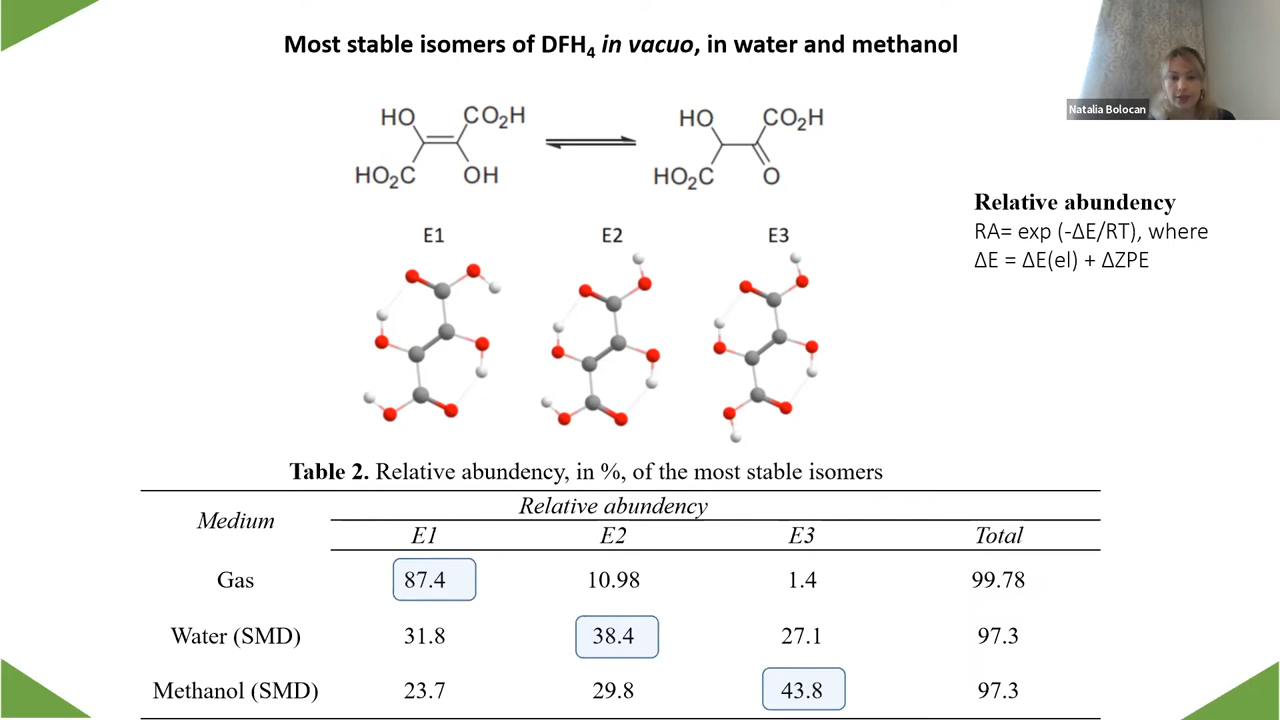 Most stable isomers of DFH₄ in vacuo, in water and methanol
Natalia Bolocan
HO CO₂H
HO₂C OH
HO CO₂H
HO₂C O
Relative abundency
RA= exp (-ΔE/RT), where
ΔE = ΔE(el) + ΔZPE
E1 E2 E3
Table 2. Relative abundency, in %, of the most stable isomers
Medium Relative abundency
E1 E2 E3 Total
Gas 87.4 10.98 1.4 99.78
Water (SMD) 31.8 38.4 27.1 97.3
Methanol (SMD) 23.7 29.8 43.8 97.3